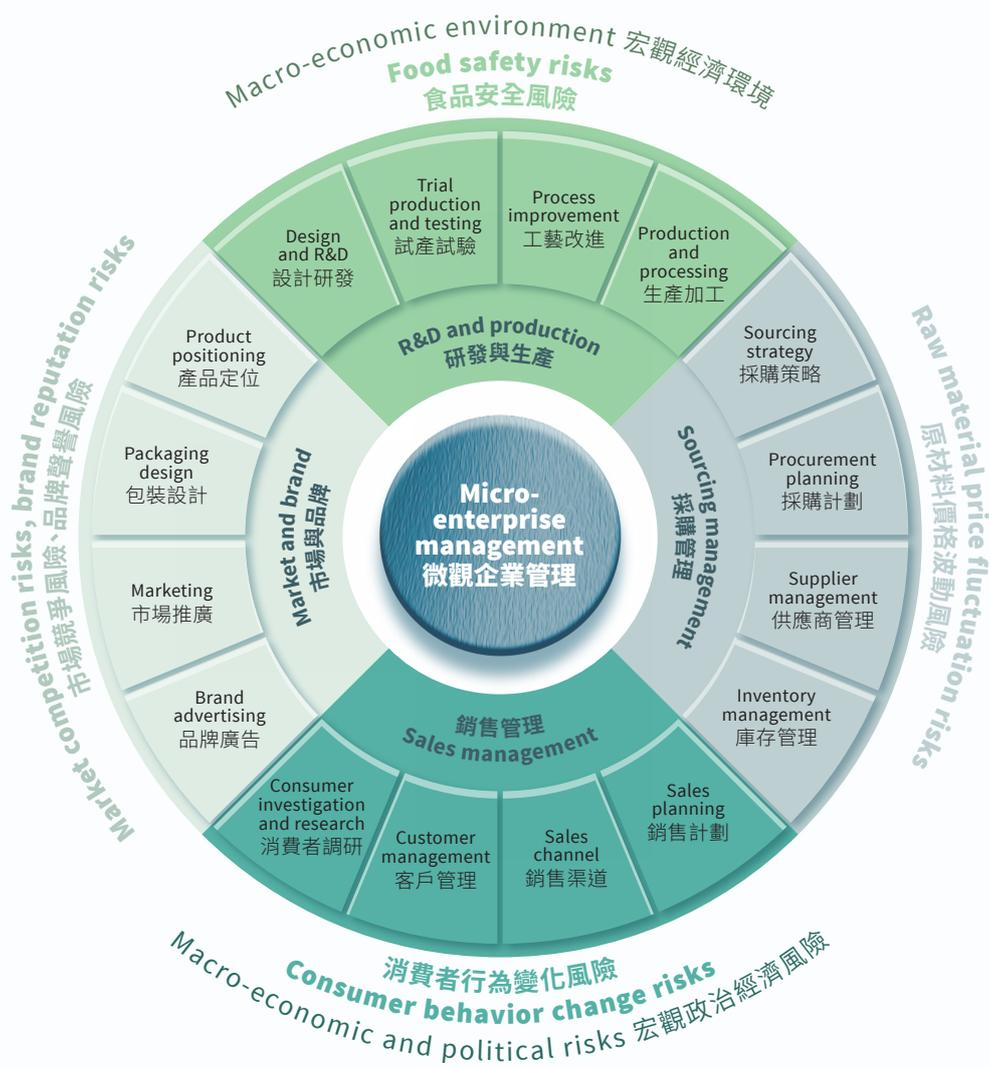 Macro-economic environment 宏觀經濟環境
Food safety risks
食品安全風險
Design
and R&D
設計研發
Trial
production
and testing
試產試驗
Process
improvement
工藝改進
Production
and
processing
生產加工
R&D and production
研發與生產
Market competition risks, brand reputation risks
市場競爭風險、品牌聲譽風險
Product
positioning
產品定位
Packaging
design
包裝設計
Marketing
市場推廣
Brand
advertising
品牌廣告
Market and brand
市場與品牌
Micro-
enterprise
management
微觀企業管理
Sourcing management
採購管理
Sourcing
strategy
採購策略
Procurement
planning
採購計劃
Supplier
management
供應商管理
Inventory
management
庫存管理
Raw material price fluctuation risks
原材料價格波動風險
銷售管理
Sales management
Consumer
investigation
and research
消費者調研
Customer
management
客戶管理
Sales
channel
銷售渠道
Sales
planning
銷售計劃
消費者行為變化風險
Consumer behavior change risks
Macro-economic and political risks 宏觀政治經濟風險